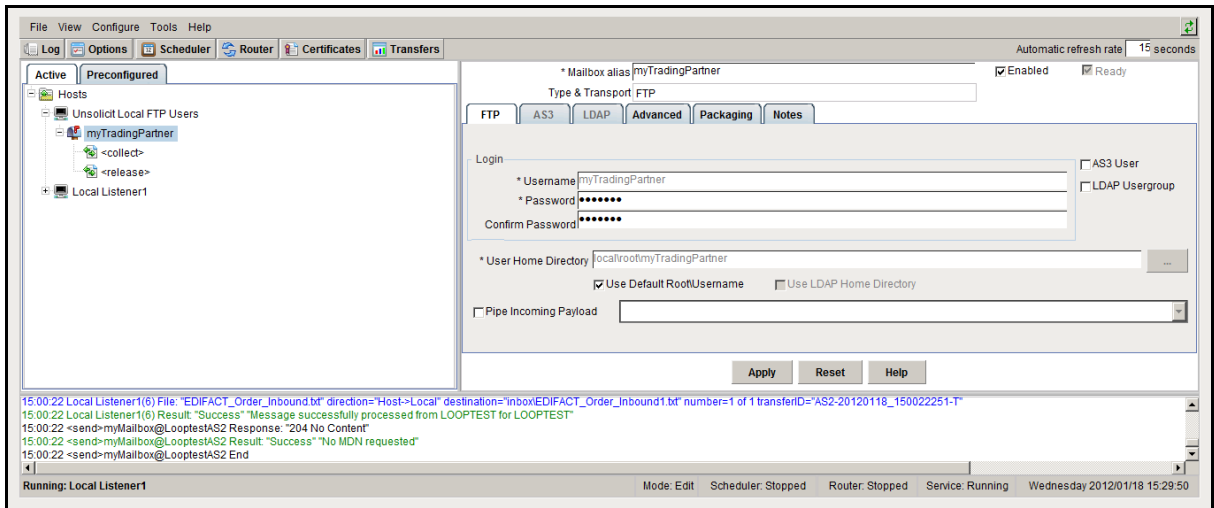 File View Configure Tools Help
Log Options Scheduler Router Certificates Transfers Automatic refresh rate 15 seconds
Active Preconfigured
Hosts
Unsolicit Local FTP Users
myTradingPartner
<collect>
<release>
Local Listener1
* Mailbox alias myTradingPartner Enabled Ready
Type & Transport FTP
FTP AS3 LDAP Advanced Packaging Notes
Login
AS3 User
* Username myTradingPartner
LDAP Usergroup
* Password •••••••
Confirm Password •••••••
* User Home Directory local\root\myTradingPartner ...
Use Default Root\Username Use LDAP Home Directory
Pipe Incoming Payload
Apply Reset Help
15:00:22 Local Listener1(6) File: "EDIFACT_Order_Inbound.txt" direction="Host->Local" destination="inbox\EDIFACT_Order_Inbound1.txt" number=1 of 1 transferID="AS2-20120118_150022251-T"
15:00:22 Local Listener1(6) Result: "Success" "Message successfully processed from LOOPTEST for LOOPTEST"
15:00:22 <send>myMailbox@LooptestAS2 Response: "204 No Content"
15:00:22 <send>myMailbox@LooptestAS2 Result: "Success" "No MDN requested"
15:00:22 <send>myMailbox@LooptestAS2 End
Running: Local Listener1 Mode: Edit Scheduler: Stopped Router: Stopped Service: Running Wednesday 2012/01/18 15:29:50